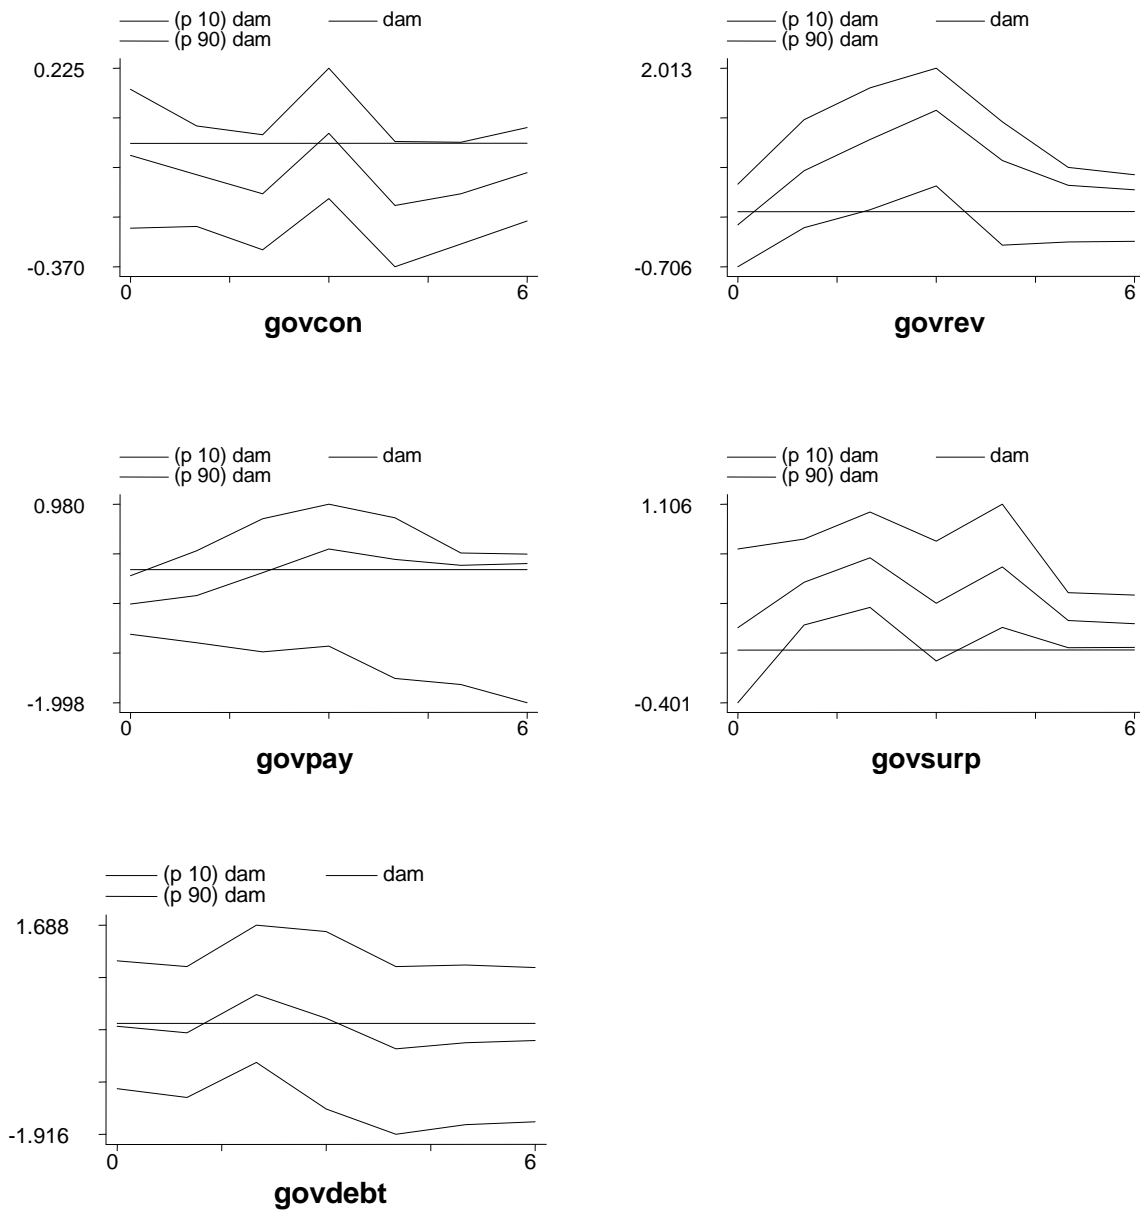 (p 10) dam dam
(p 90) dam
0.225
-0.370
0 6
govcon
(p 10) dam dam
(p 90) dam
2.013
-0.706
0 6
govrev
(p 10) dam dam
(p 90) dam
0.980
-1.998
0 6
govpay
(p 10) dam dam
(p 90) dam
1.106
-0.401
0 6
govsurp
(p 10) dam dam
(p 90) dam
1.688
-1.916
0 6
govdebt